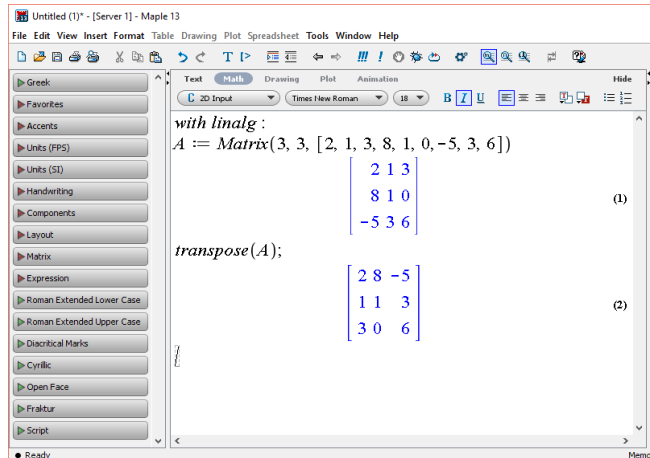 Untitled (1)* - [Server 1] - Maple 13
File Edit View Insert Format Table Drawing Plot Spreadsheet Tools Window Help
Text Math Drawing Plot Animation Hide
C 2D Input Times New Roman 18 B I U
Greek
Favorites
Accents
Units (FPS)
Units (SI)
Handwriting
Components
Layout
Matrix
Expression
Roman Extended Lower Case
Roman Extended Upper Case
Diacritical Marks
Cyrillic
Open Face
Fraktur
Script
with linalg :
A := Matrix(3, 3, [2, 1, 3, 8, 1, 0, -5, 3, 6])
2 1 3
8 1 0 (1)
-5 3 6
transpose(A);
2 8 -5
1 1 3 (2)
3 0 6
Ready Memo